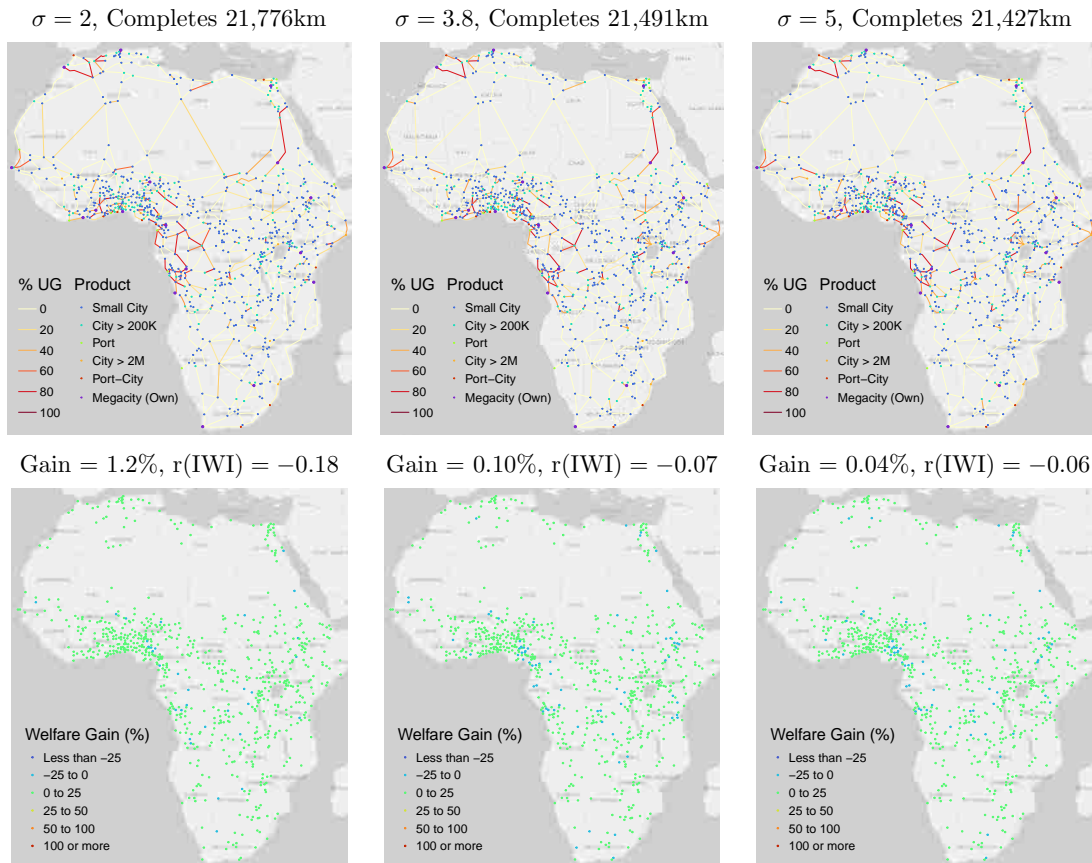 σ = 2, Completes 21,776km
σ = 3.8, Completes 21,491km
σ = 5, Completes 21,427km
% UG Product
0
20
40
60
80
100
Small City
City > 200K
Port
City > 2M
Port−City
Megacity (Own)
% UG Product
0
20
40
60
80
100
Small City
City > 200K
Port
City > 2M
Port−City
Megacity (Own)
% UG Product
0
20
40
60
80
100
Small City
City > 200K
Port
City > 2M
Port−City
Megacity (Own)
Gain = 1.2%, r(IWI) = −0.18
Gain = 0.10%, r(IWI) = −0.07
Gain = 0.04%, r(IWI) = −0.06
Welfare Gain (%)
Less than −25
−25 to 0
0 to 25
25 to 50
50 to 100
100 or more
Welfare Gain (%)
Less than −25
−25 to 0
0 to 25
25 to 50
50 to 100
100 or more
Welfare Gain (%)
Less than −25
−25 to 0
0 to 25
25 to 50
50 to 100
100 or more